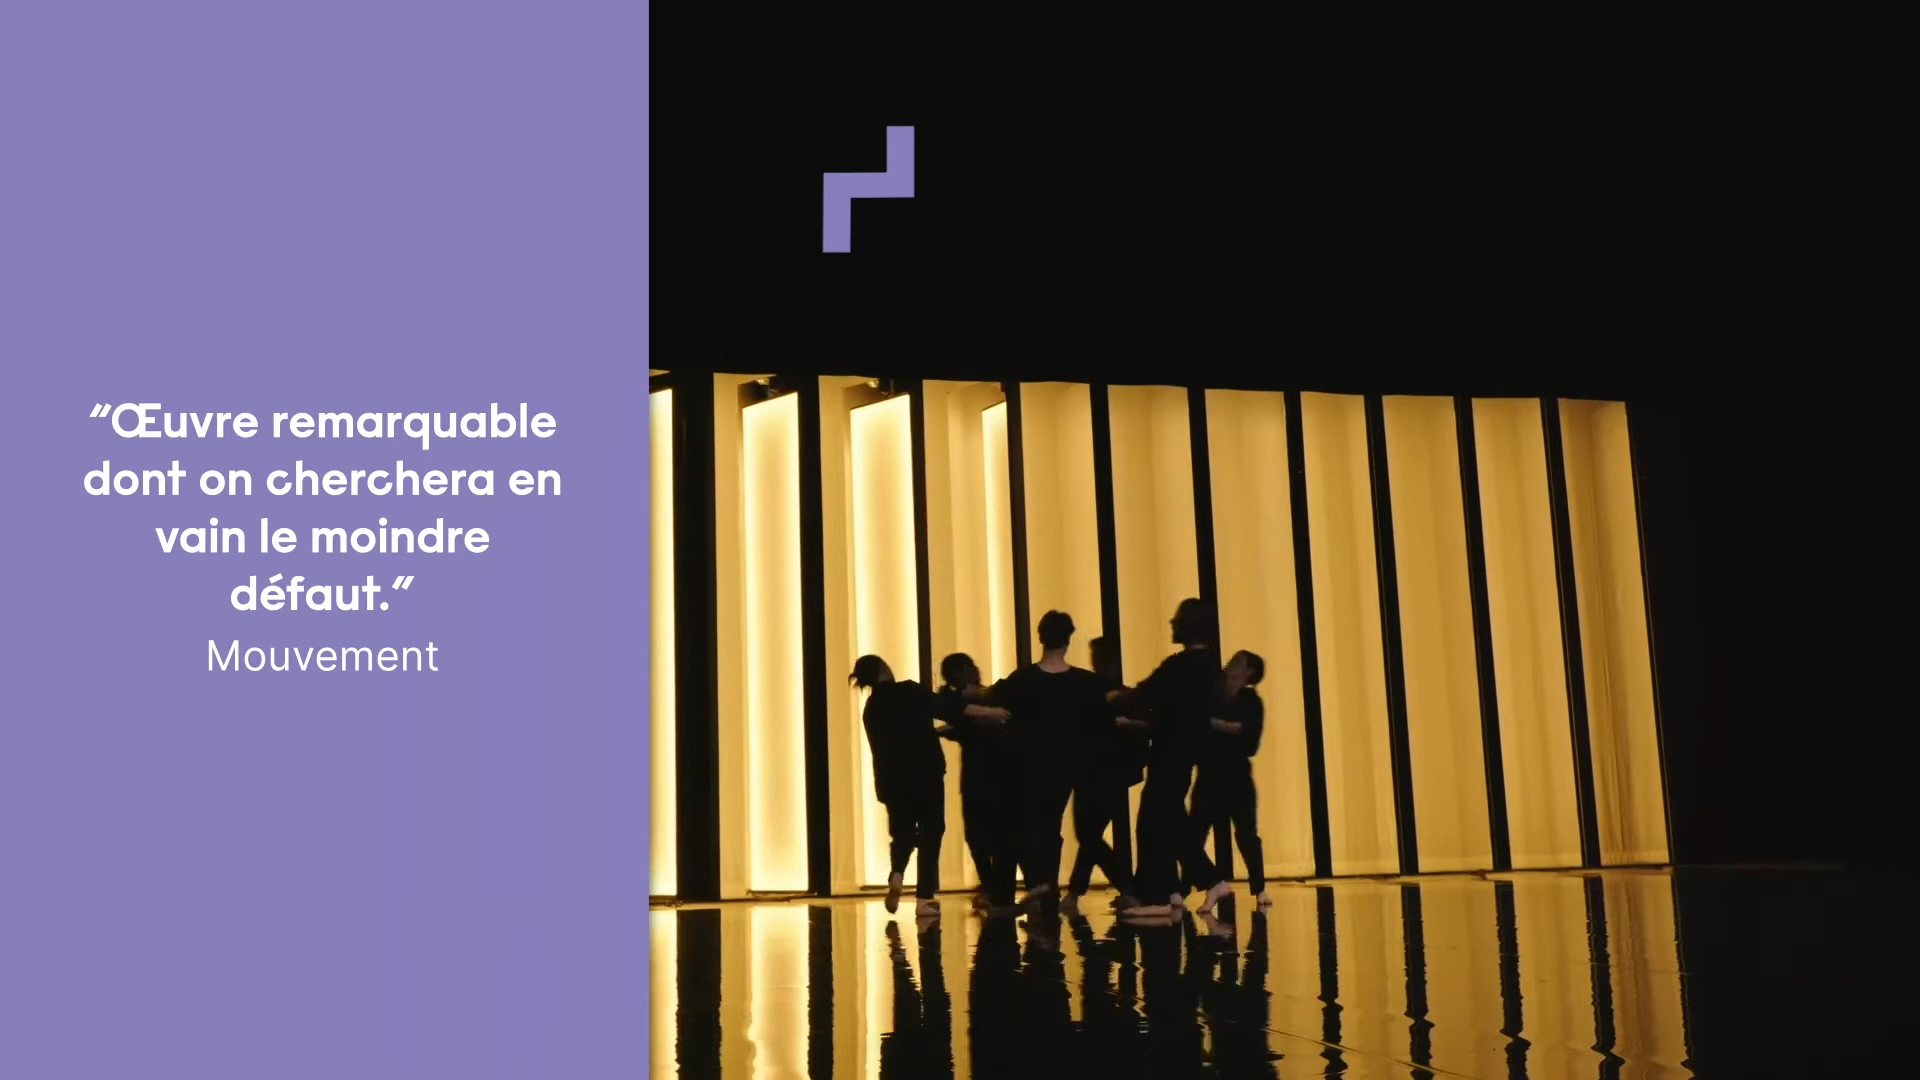 “Œuvre remarquable
dont on cherchera en
vain le moindre
défaut.”
Mouvement